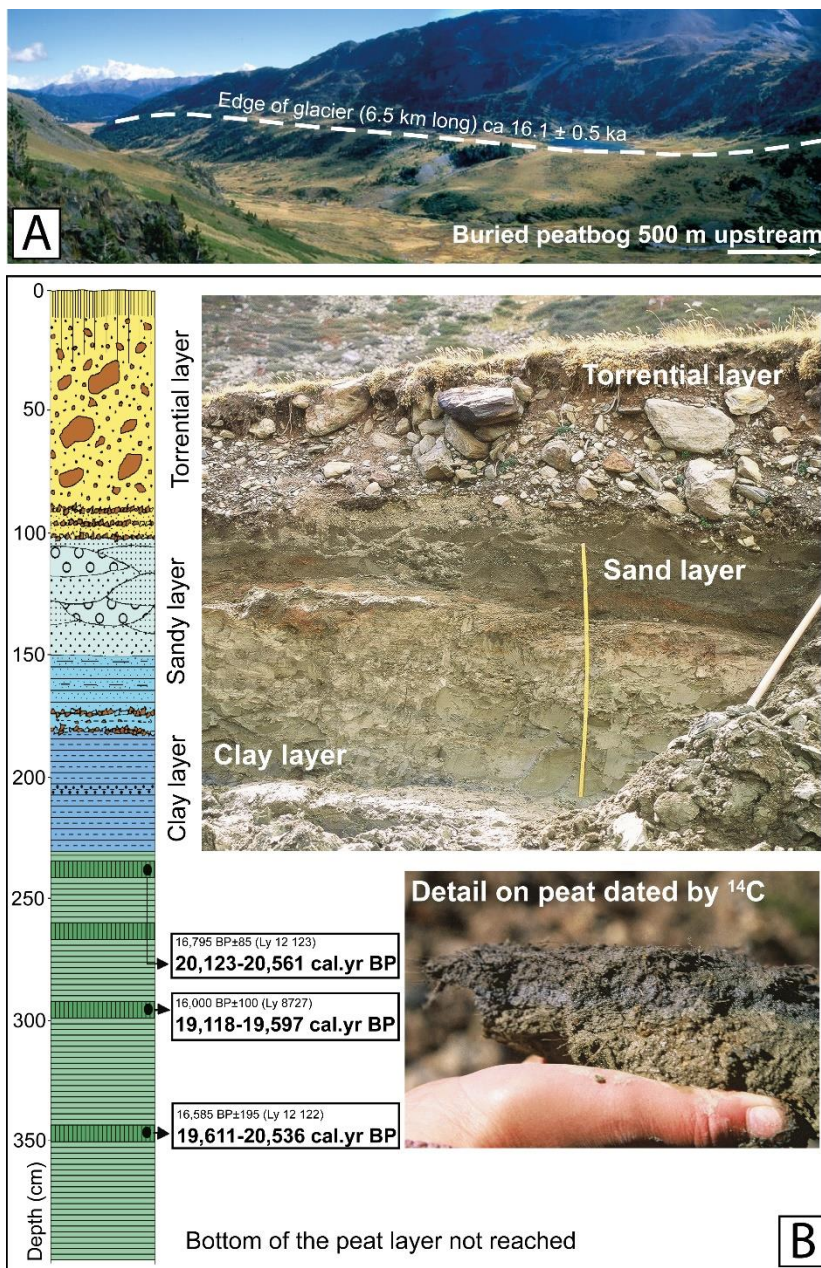 Edge of glacier (6.5 km long) ca 16.1 ± 0.5 ka
A
Buried peatbog 500 m upstream
0
50
100
150
200
250
300
350
Depth (cm)
Torrential layer
Sandy layer
Clay layer
Torrential layer
Sand layer
Clay layer
Detail on peat dated by ¹⁴C
16,795 BP±85 (Ly 12 123)
20,123-20,561 cal.yr BP
16,000 BP±100 (Ly 8727)
19,118-19,597 cal.yr BP
16,585 BP±195 (Ly 12 122)
19,611-20,536 cal.yr BP
Bottom of the peat layer not reached
B